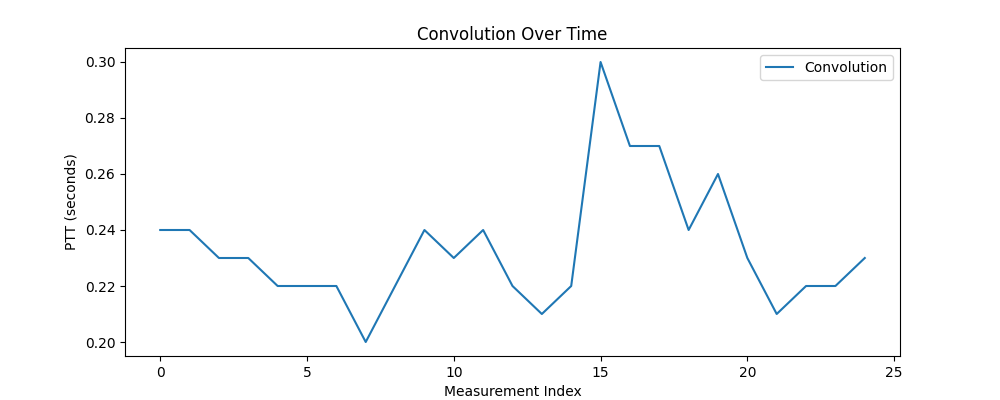 Convolution Over Time
Convolution
PTT (seconds)
0.30
0.28
0.26
0.24
0.22
0.20
0 5 10 15 20 25
Measurement Index